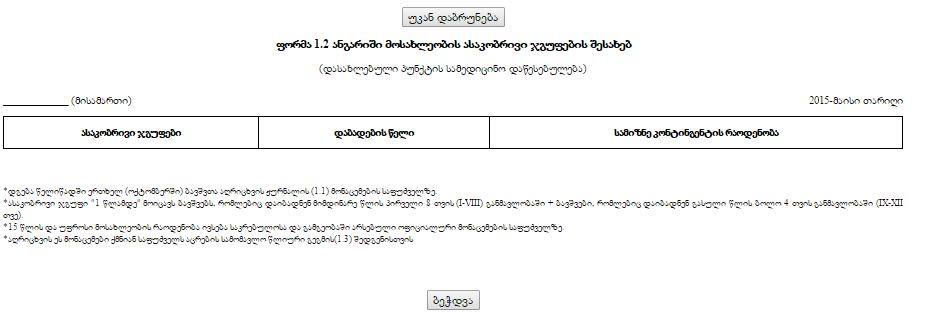 უკან დაბრუნება
ფორმა 1.2 ანგარიში მოსახლეობის ასაკობრივი ჯგუფების შესახებ
(დასახლებული პუნქტის სამედიცინო დაწესებულება)
_____________ (მისამართი) 2015-მაისი თარიღი
ასაკობრივი ჯგუფები დაბადების წელი სამიზნე კონტინგენტის რაოდენობა
*დგება წელიწადში ერთხელ (ოქტომბერში) ბავშვთა აღრიცხვის ჟურნალის (1.1) მონაცემების საფუძველზე.
*ასაკობრივი ჯგუფი "1 წლამდე" მოიცავს ბავშვებს, რომლებიც დაიბადნენ მიმდინარე წლის პირველი 8 თვის (I-VIII) განმავლობაში + ბავშვები, რომლებიც დაიბადნენ გასული წლის ბოლო 4 თვის განმავლობაში (IX-XII
თვე).
*15 წლის და უფროსი მოსახლეობის რაოდენობა ივსება საკრებულოსა და გამგეობაში არსებული ოფიციალური მონაცემების საფუძველზე.
*აღრიცხვის ეს მონაცემები ქმნიან საფუძველს აცრების სამომავლო წლიური გეგმის(1.3) შედგენისთვის
ბეჭდვა